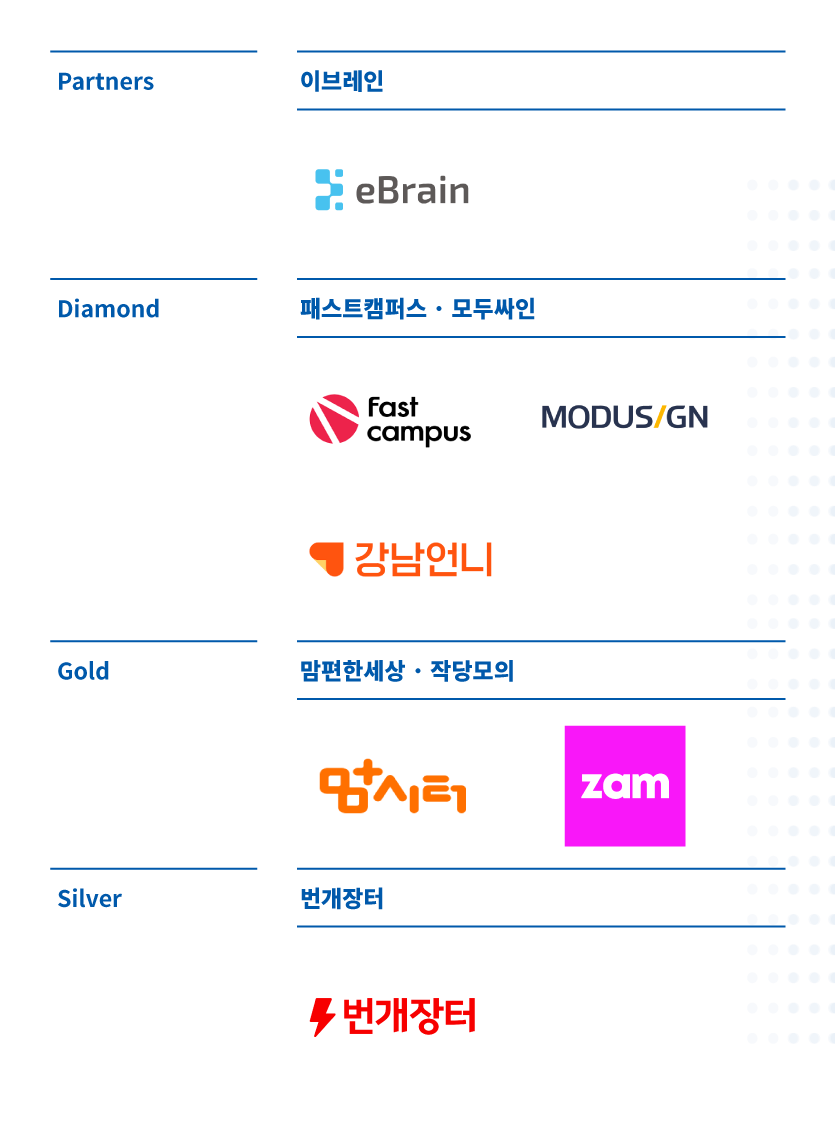 Partners
이브레인
eBrain
Diamond
패스트캠퍼스 · 모두싸인
Fast
campus
MODUSIGN
강남언니
Gold
맘편한세상 · 작당모의
맘시터
zam
Silver
번개장터
번개장터